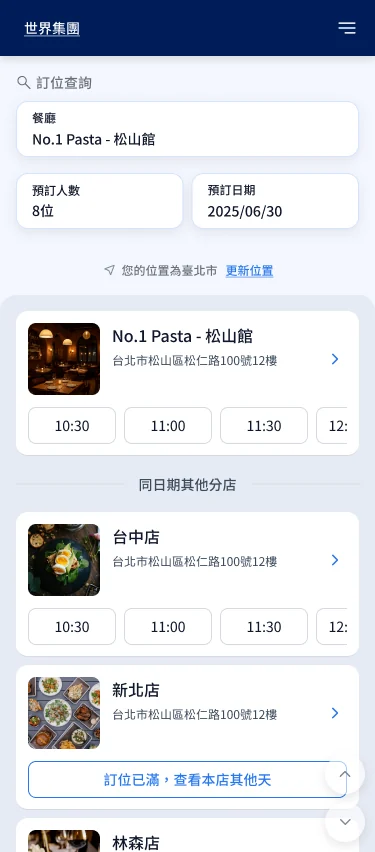 世界集團
訂位查詢
餐廳
No.1 Pasta - 松山館
預訂人數
8位
預訂日期
2025/06/30
您的位置為臺北市 更新位置
No.1 Pasta - 松山館
台北市松山區松仁路100號12樓
10:30 11:00 11:30 12:
同日期其他分店
台中店
台北市松山區松仁路100號12樓
10:30 11:00 11:30 12:
新北店
台北市松山區松仁路100號12樓
訂位已滿，查看本店其他天
林森店